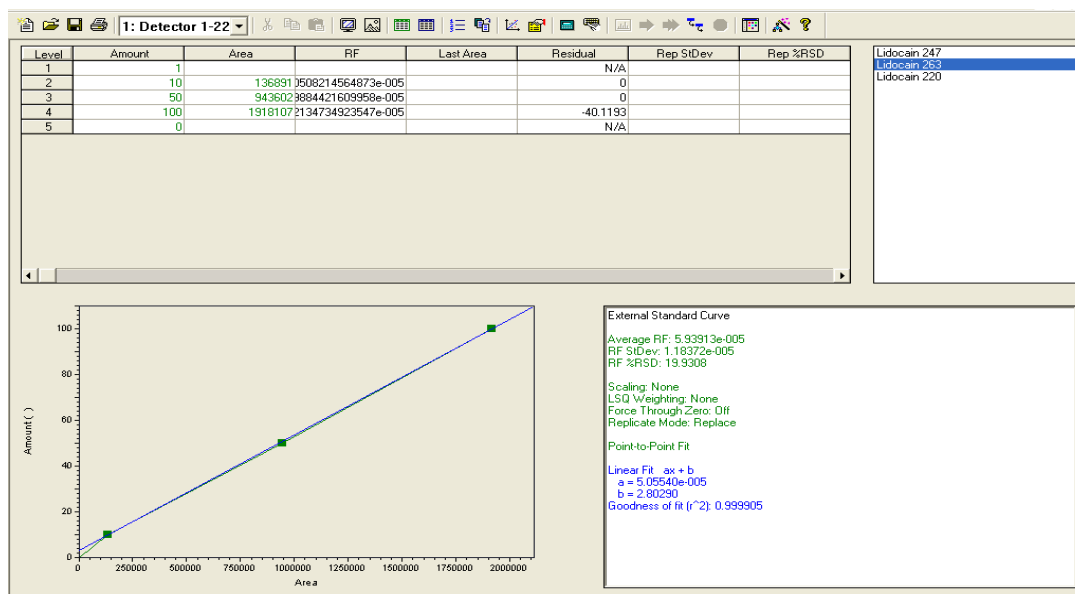 1: Detector 1-22
Level Amount Area RF Last Area Residual Rep StDev Rep %RSD
1 1 N/A
2 10 136891 0508214564873e-005 0
3 50 943602 9884421609958e-005 0
4 100 1918107 2134734923547e-005 -40.1193
5 0 N/A
Lidocain 247
Lidocain 263
Lidocain 220
Amount( )
100
80
60
40
20
0
0 250000 500000 750000 1000000 1250000 1500000 1750000 2000000
Area
External Standard Curve
Average RF: 5.93913e-005
RF StDev: 1.18372e-005
RF %RSD: 19.9308
Scaling: None
LSQ Weighting: None
Force Through Zero: Off
Replicate Mode: Replace
Point-to-Point Fit
Linear Fit ax + b
a = 5.05540e-005
b = 2.80290
Goodness of fit (r^2): 0.999905